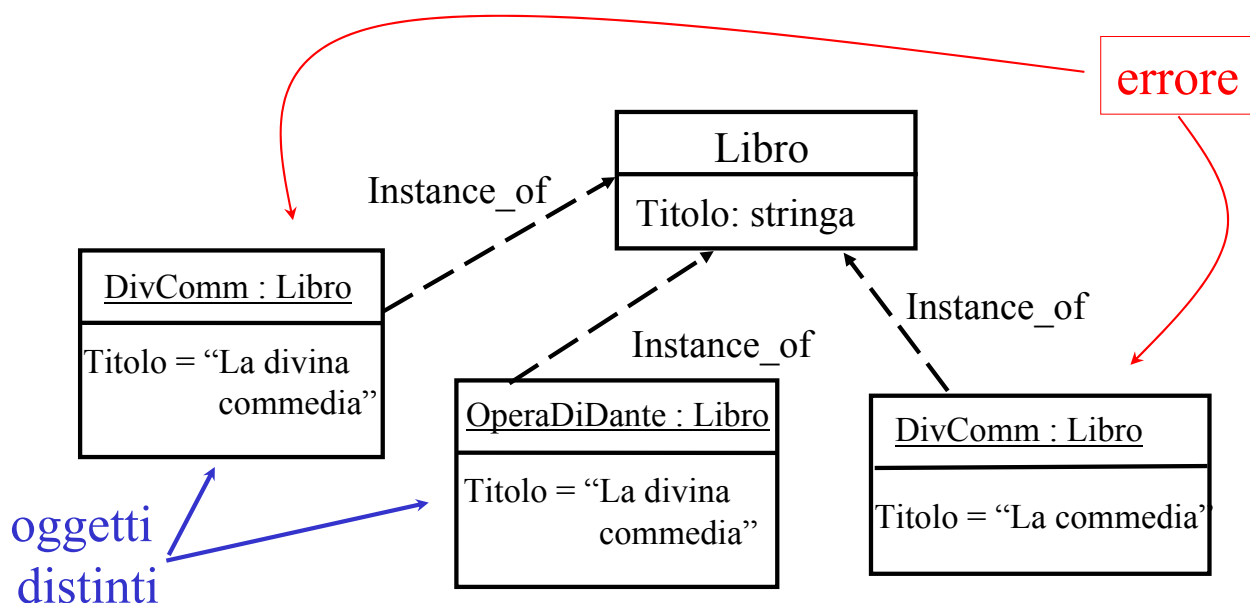 errore
Libro
Titolo: stringa
Instance_of
DivComm : Libro
Titolo = “La divina
commedia”
Instance_of
OperaDiDante : Libro
Titolo = “La divina
commedia”
Instance_of
DivComm : Libro
Titolo = “La commedia”
oggetti
distinti